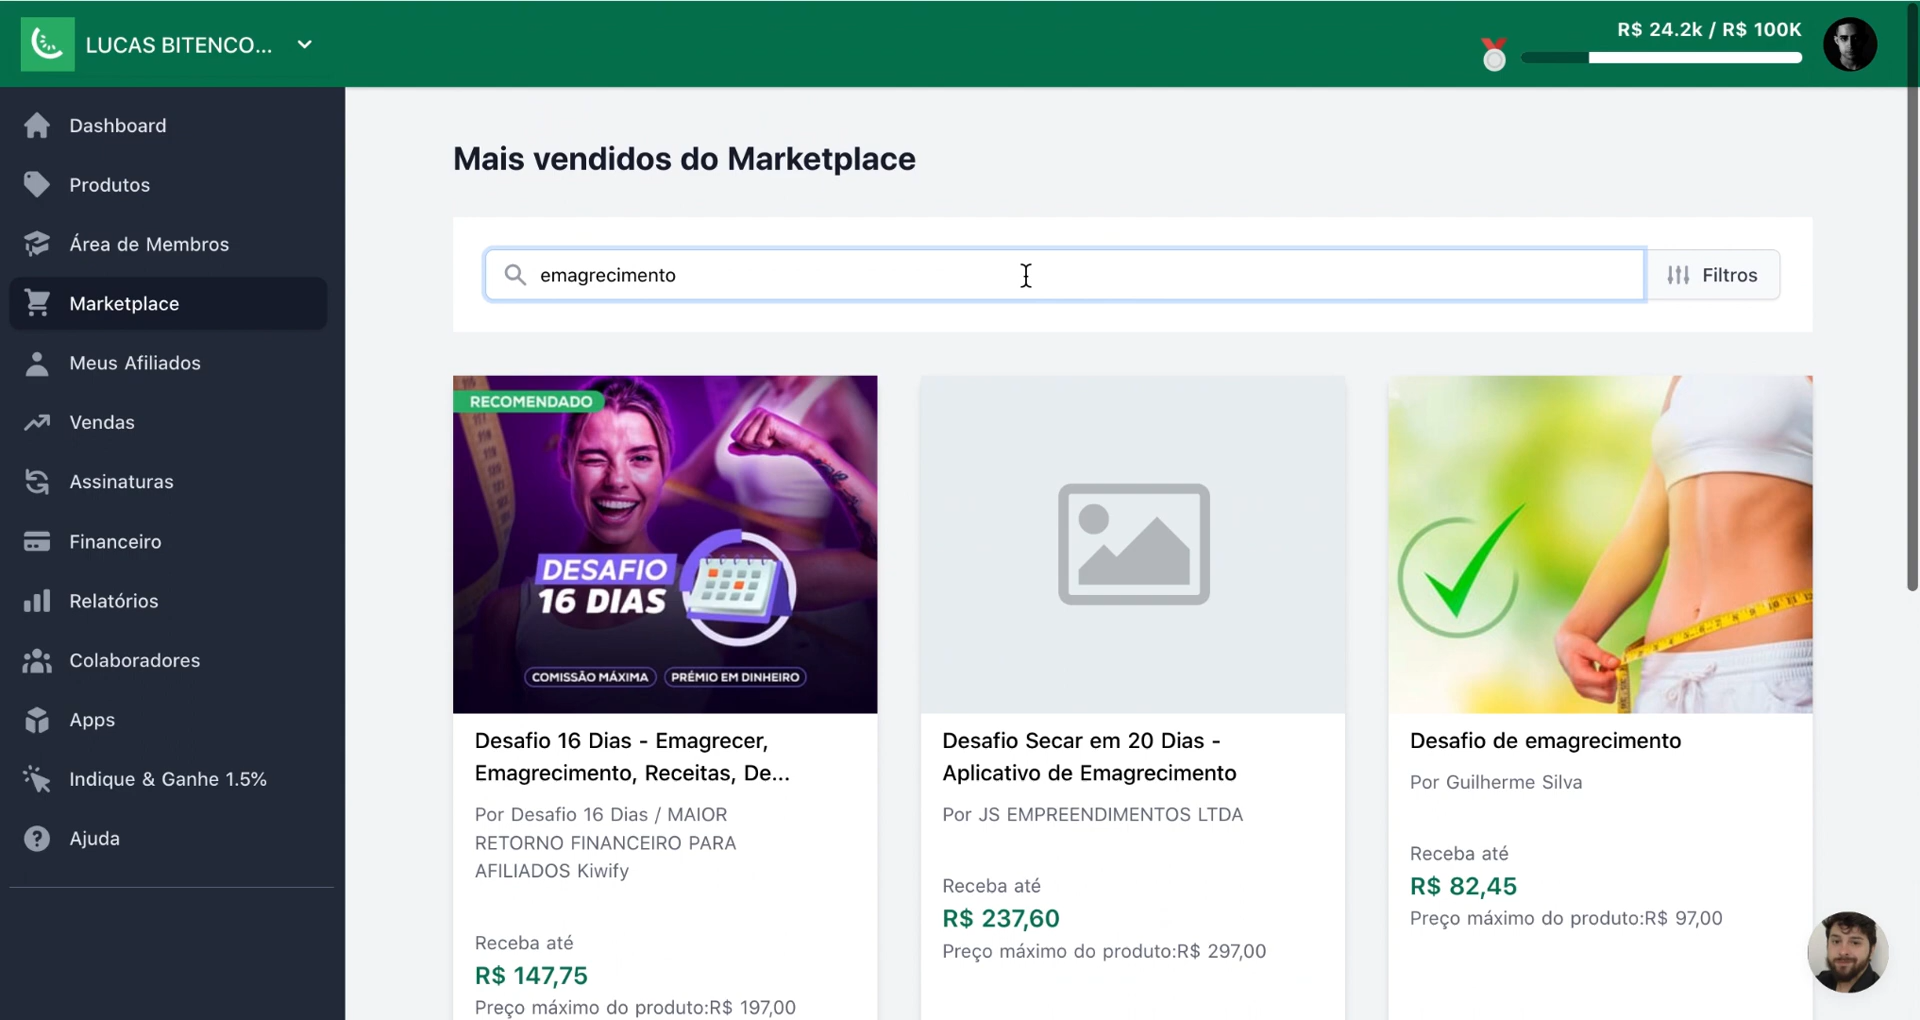 LUCAS BITENCO...
R$ 24.2k / R$ 100K
Dashboard
Produtos
Área de Membros
Marketplace
Meus Afiliados
Vendas
Assinaturas
Financeiro
Relatórios
Colaboradores
Apps
Indique & Ganhe 1.5%
Ajuda
Mais vendidos do Marketplace
emagrecimento
Filtros
RECOMENDADO
DESAFIO
16 DIAS
COMISSÃO MÁXIMA
PRÊMIO EM DINHEIRO
Desafio 16 Dias - Emagrecer,
Emagrecimento, Receitas, De...
Por Desafio 16 Dias / MAIOR
RETORNO FINANCEIRO PARA
AFILIADOS Kiwify
Receba até
R$ 147,75
Preço máximo do produto:R$ 197,00
Desafio Secar em 20 Dias -
Aplicativo de Emagrecimento
Por JS EMPREENDIMENTOS LTDA
Receba até
R$ 237,60
Preço máximo do produto:R$ 297,00
Desafio de emagrecimento
Por Guilherme Silva
Receba até
R$ 82,45
Preço máximo do produto:R$ 97,00